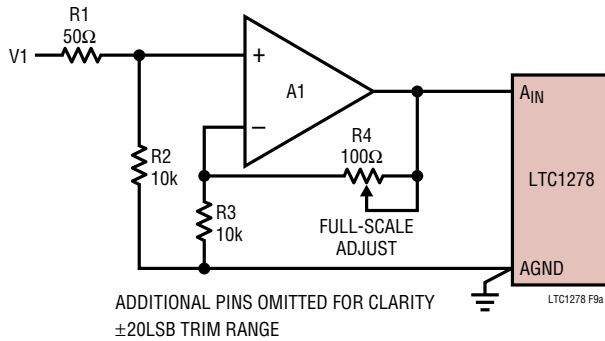 R1
50Ω
V1
+
A1
−
R2
10k
R3
10k
R4
100Ω
FULL-SCALE
ADJUST
AIN
LTC1278
AGND
LTC1278 F9a
ADDITIONAL PINS OMITTED FOR CLARITY
±20LSB TRIM RANGE